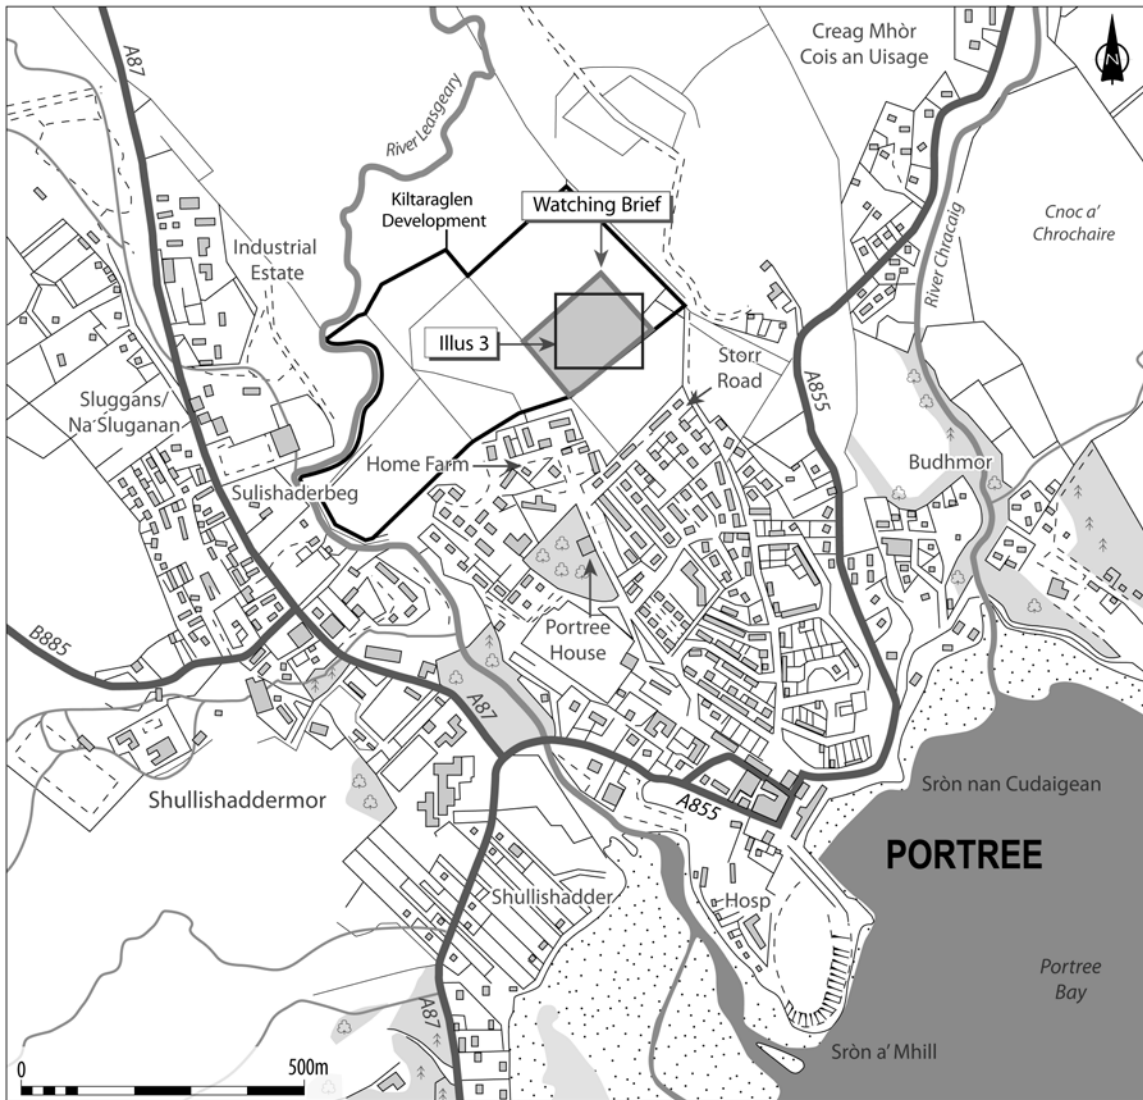 Creag Mhòr
Cois an Uisage
N
A87
River Leasgeary
Kiltaraglen
Development
Watching Brief
River Chracaig
Cnoc a'
Chrochaire
Industrial
Estate
Illus 3
Storr
Road
A855
Sluggans/
Na Sluganan
Home Farm
Budhmor
Sulishaderbeg
B885
Portree
House
A87
Shullishaddermor
A855
Sròn nan Cudaigean
PORTREE
Shullishadder
Hosp
Portree
Bay
A87
Sròn a' Mhill
0
500m